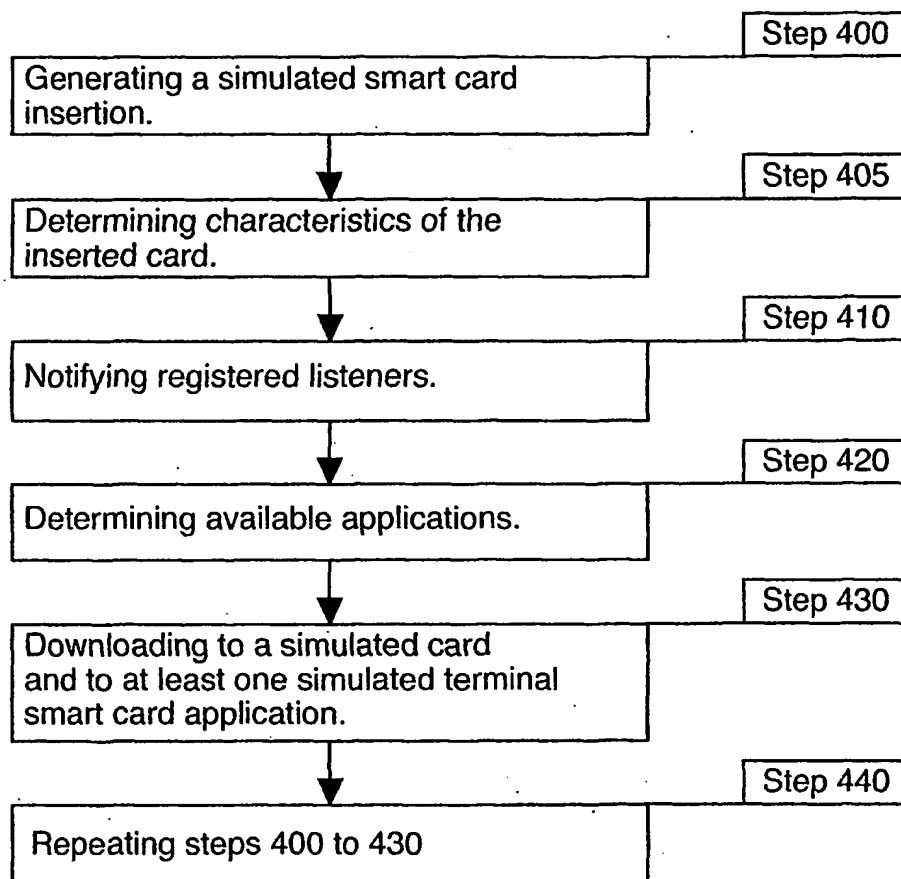 Step 400
Generating a simulated smart card
insertion.
Step 405
Determining characteristics of the
inserted card.
Step 410
Notifying registered listeners.
Step 420
Determining available applications.
Step 430
Downloading to a simulated card
and to at least one simulated terminal
smart card application.
Step 440
Repeating steps 400 to 430